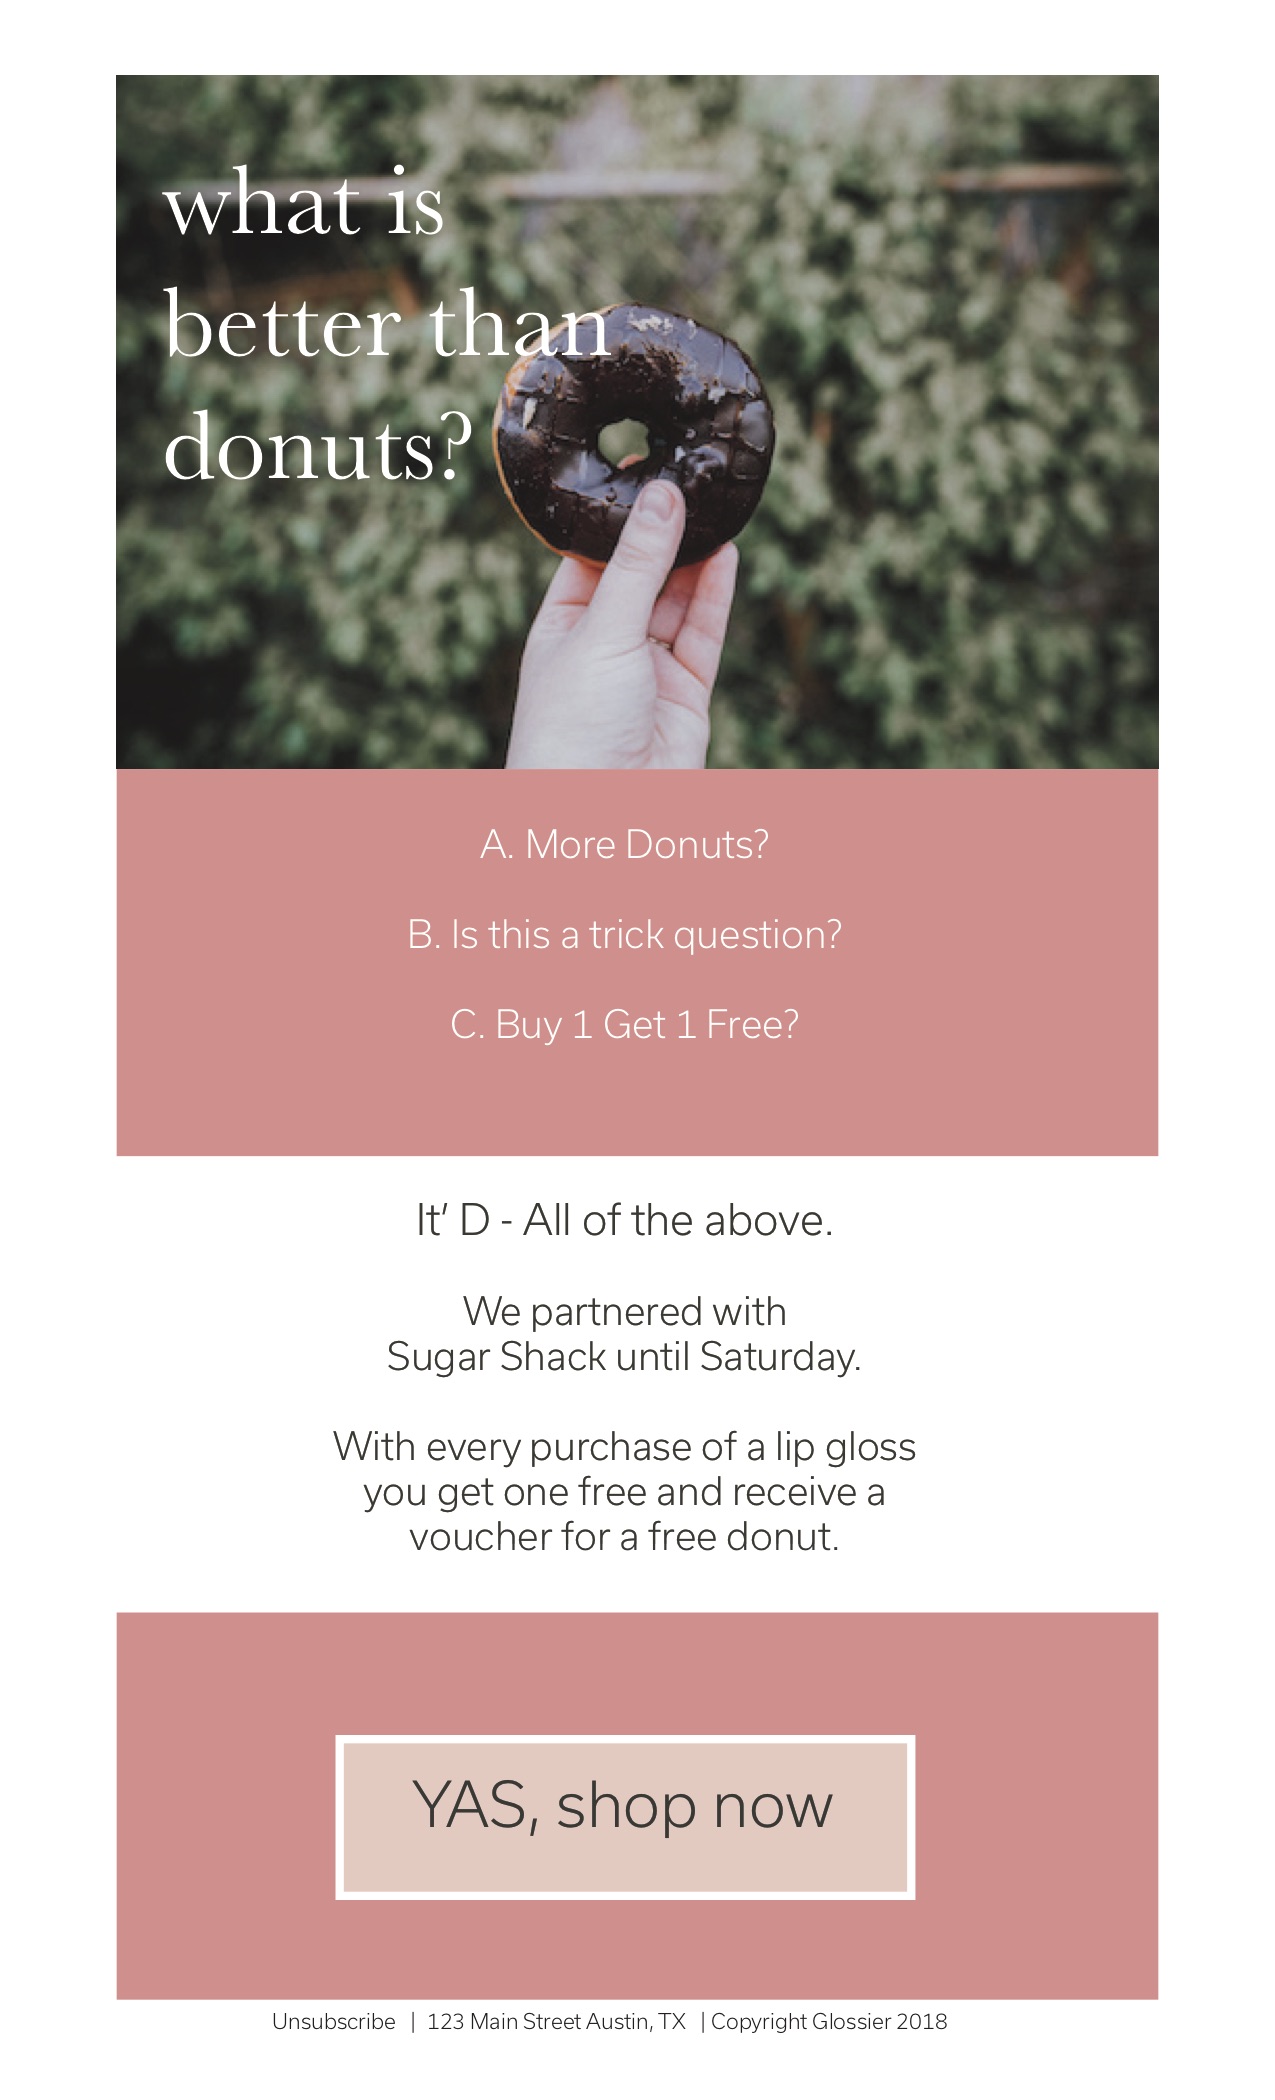 what is
better than
donuts?
A. More Donuts?
B. Is this a trick question?
C. Buy 1 Get 1 Free?
It’ D - All of the above.
We partnered with
Sugar Shack until Saturday.
With every purchase of a lip gloss
you get one free and receive a
voucher for a free donut.
YAS, shop now
Unsubscribe | 123 Main Street Austin, TX | Copyright Glossier 2018